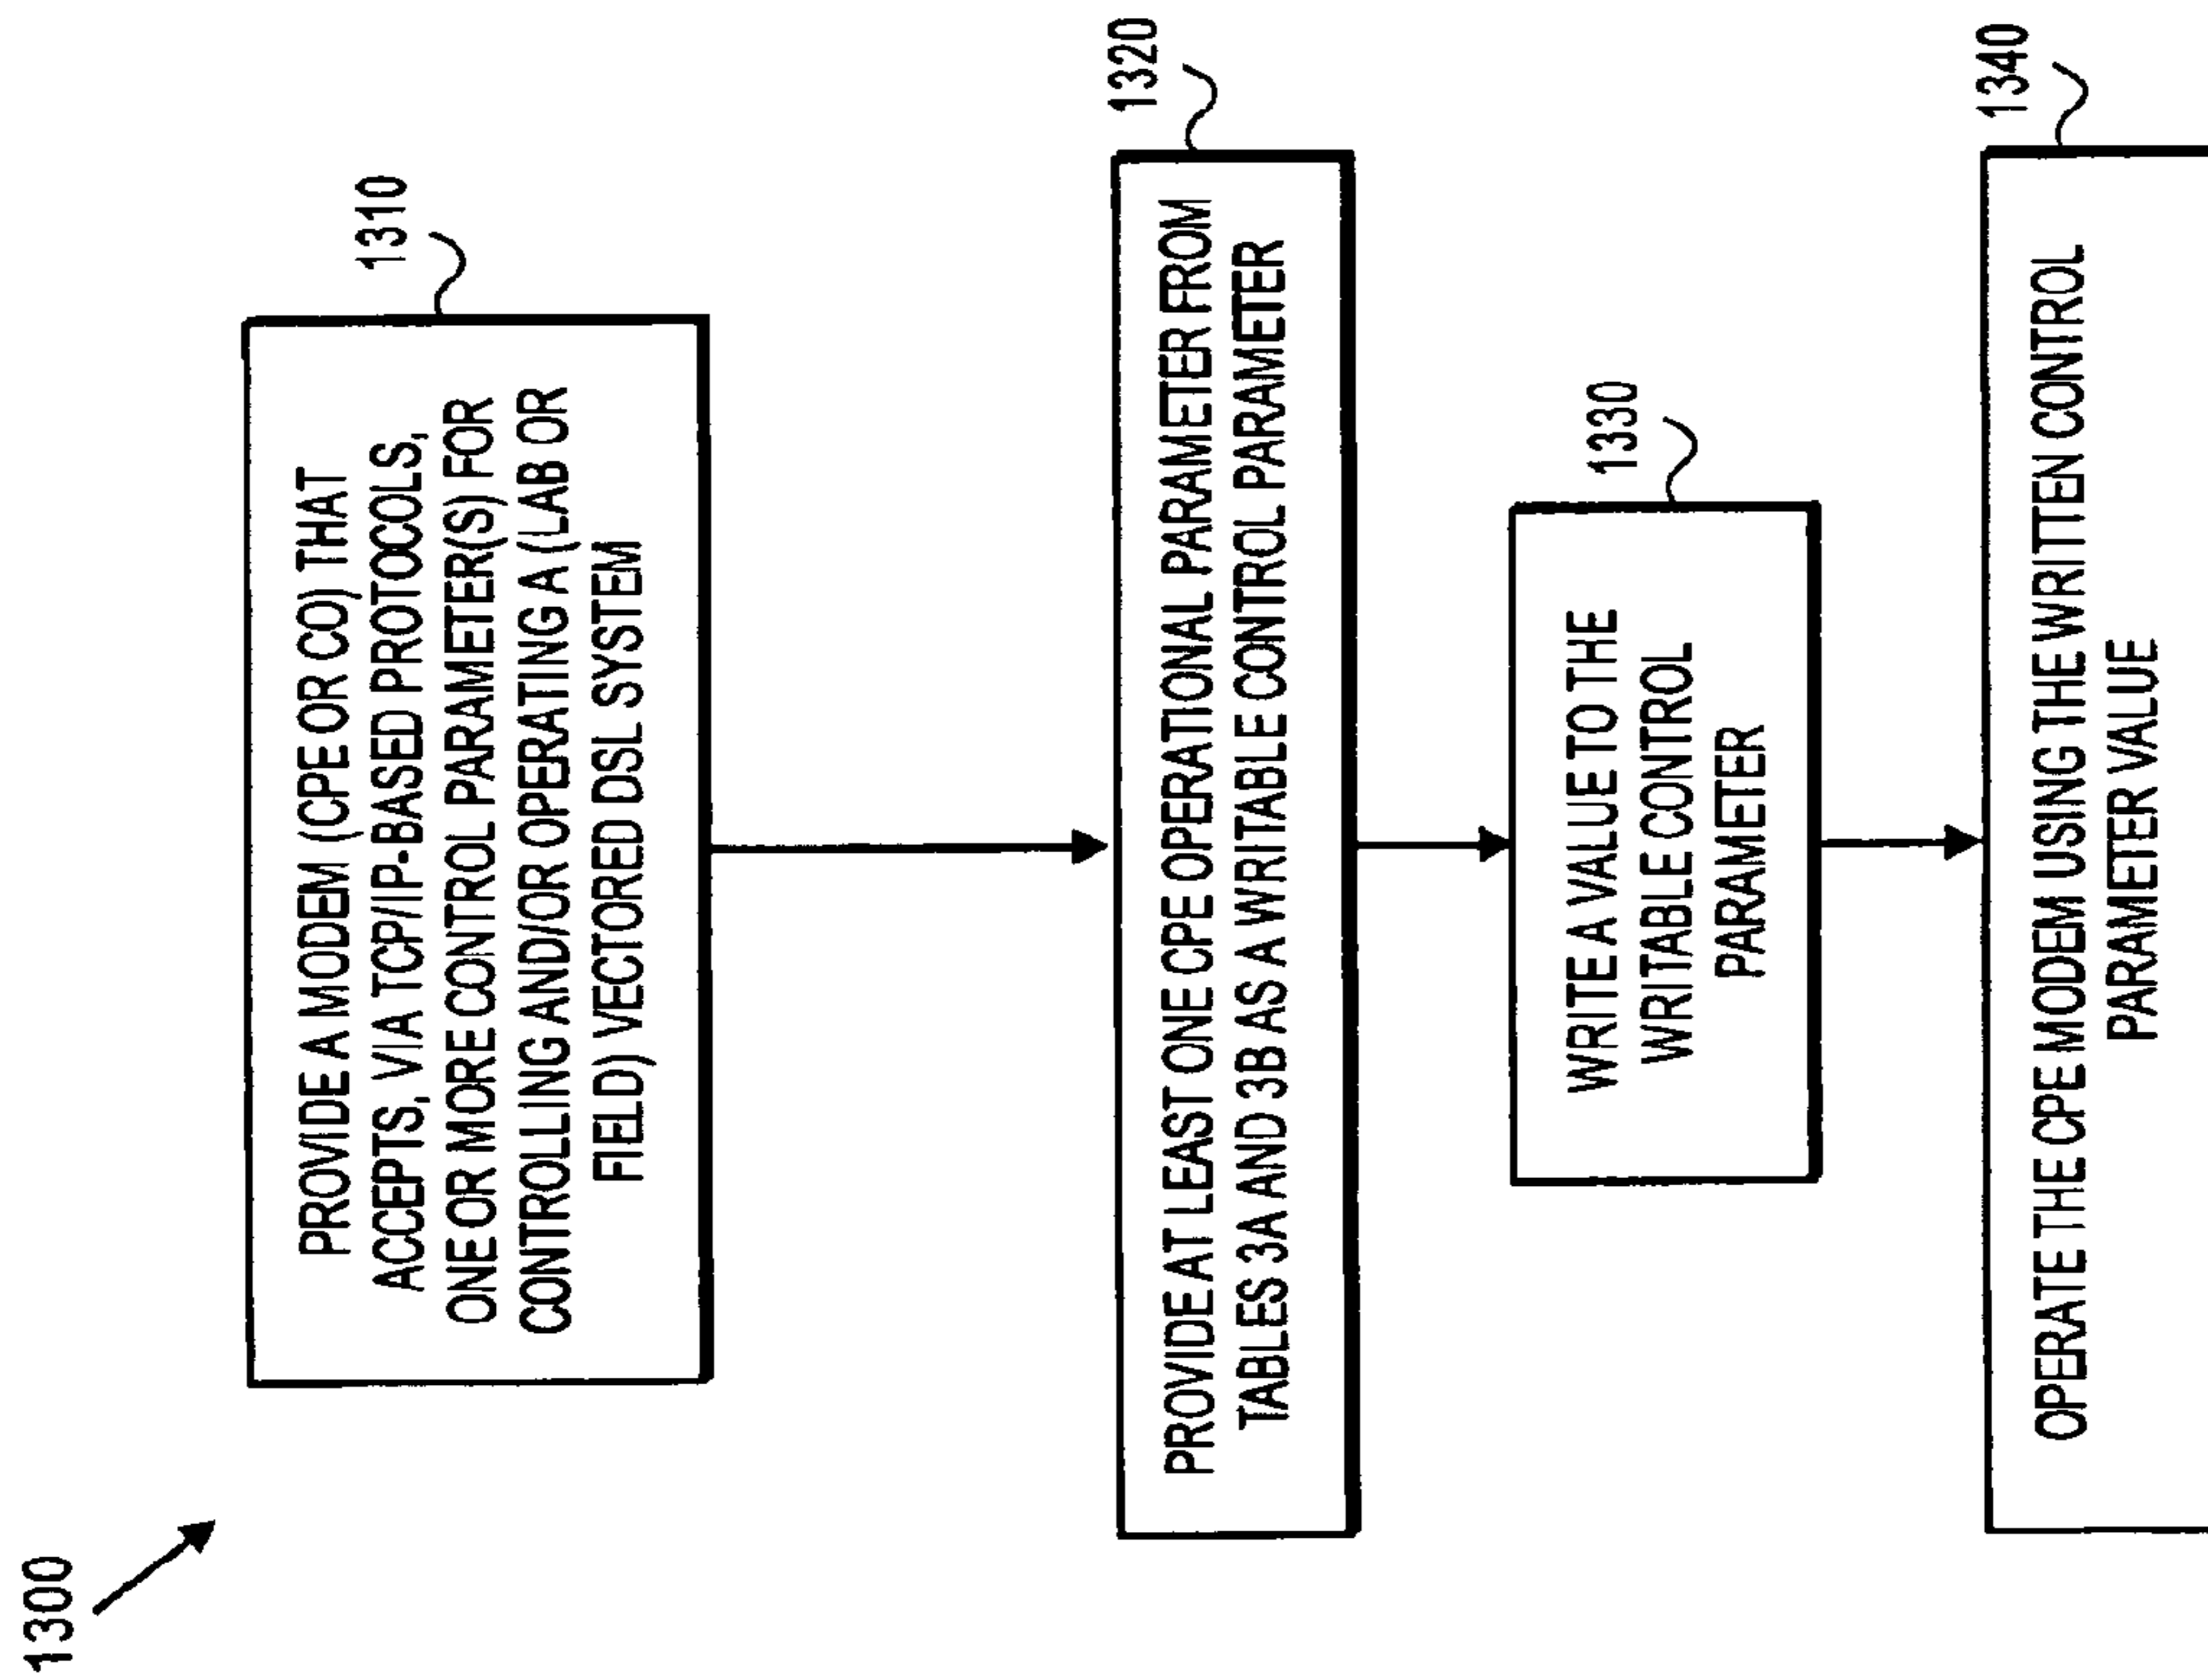 1300
1310
PROVIDE A MODEM (CPE OR CO) THAT
ACCEPTS, VIA TCP/IP-BASED PROTOCOLS,
ONE OR MORE CONTROL PARAMETER(S) FOR
CONTROLLING AND/OR OPERATING A (LAB OR
FIELD) VECTORED DSL SYSTEM
1320
PROVIDE AT LEAST ONE CPE OPERATIONAL PARAMETER FROM
TABLES 3A AND 3B AS A WRITABLE CONTROL PARAMETER
1330
WRITE A VALUE TO THE
WRITABLE CONTROL
PARAMETER
1340
OPERATE THE CPE MODEM USING THE WRITTEN CONTROL
PARAMETER VALUE